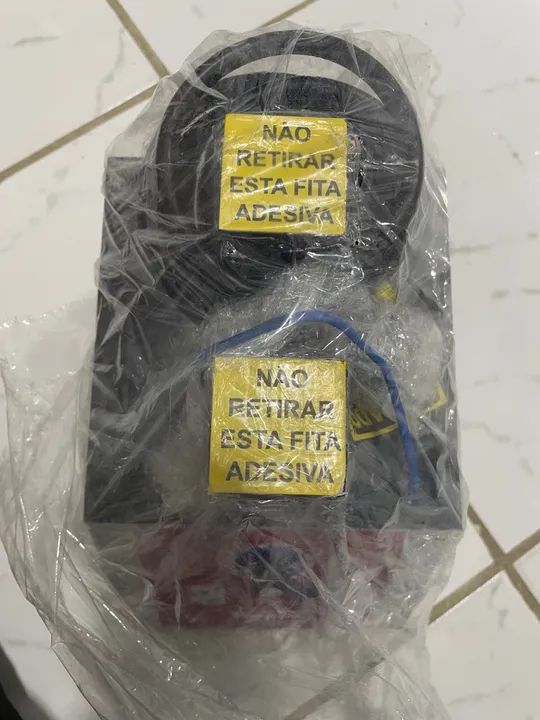 NÃO
RETIRAR
ESTA FITA
ADESIVA
NÃO
RETIRAR
ESTA FITA
ADESIVA